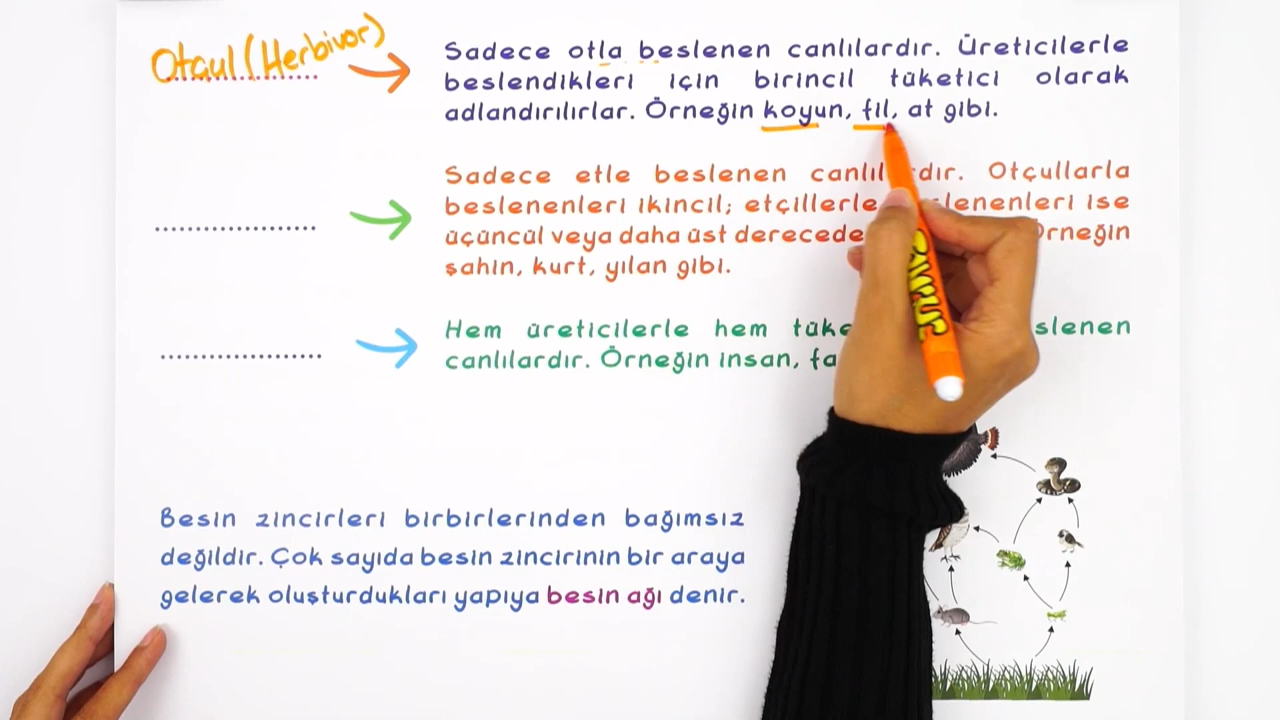 Otçul (Herbivor)
Sadece otla beslenen canlılardır. Üreticilerle
beslendikleri için birincil tüketici olarak
adlandırılırlar. Örneğin koyun, fil, at gibi.
Sadece etle beslenen Otçullarla
beslenenleri ikincil; etçillerle ise
üçüncül veya daha üst derecede
şahin, kurt, yılan gibi.
Hem üreticilerle hem
canlılardır. Örneğin insan,
Besin zincirleri birbirlerinden bağımsız
değildir. Çok sayıda besin zincirinin bir araya
gelerek oluşturdukları yapıya besin ağı denir.